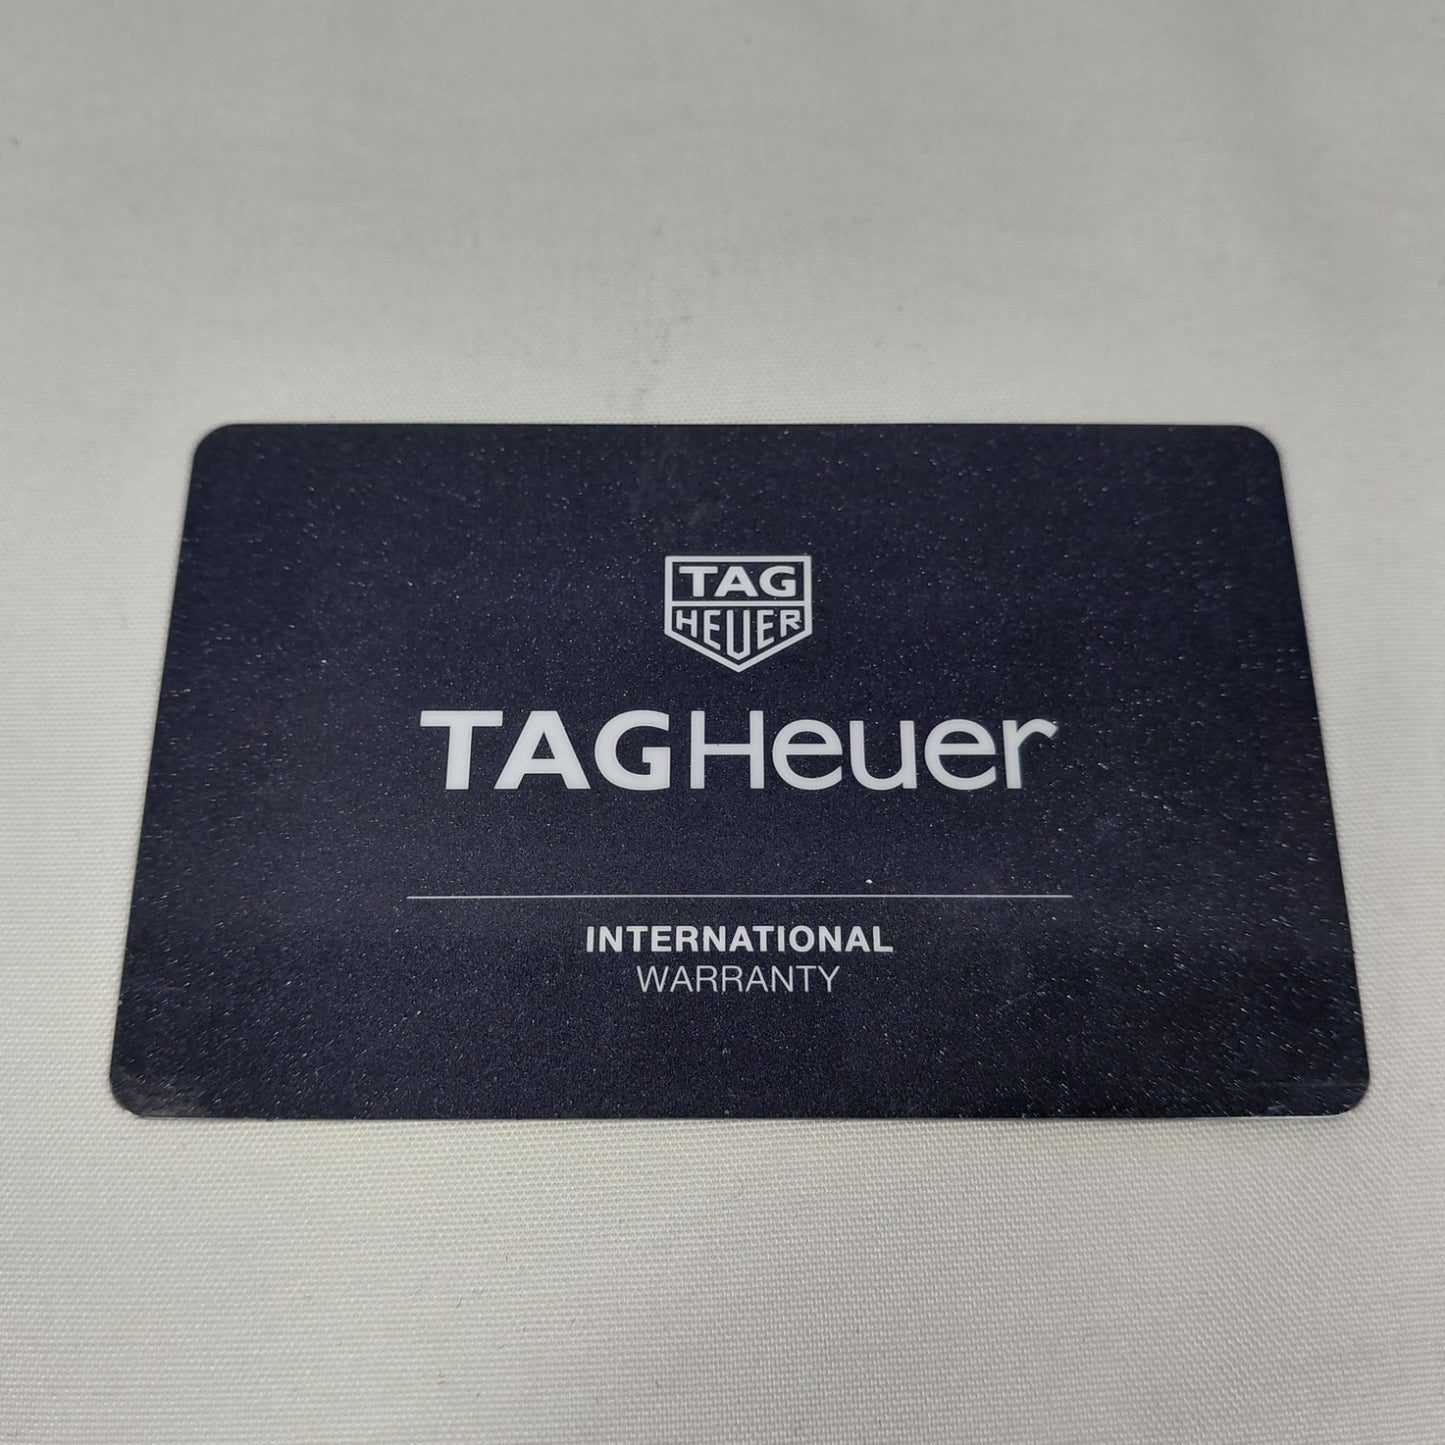 TAG
HEUER
TAGHeuer
INTERNATIONAL
WARRANTY